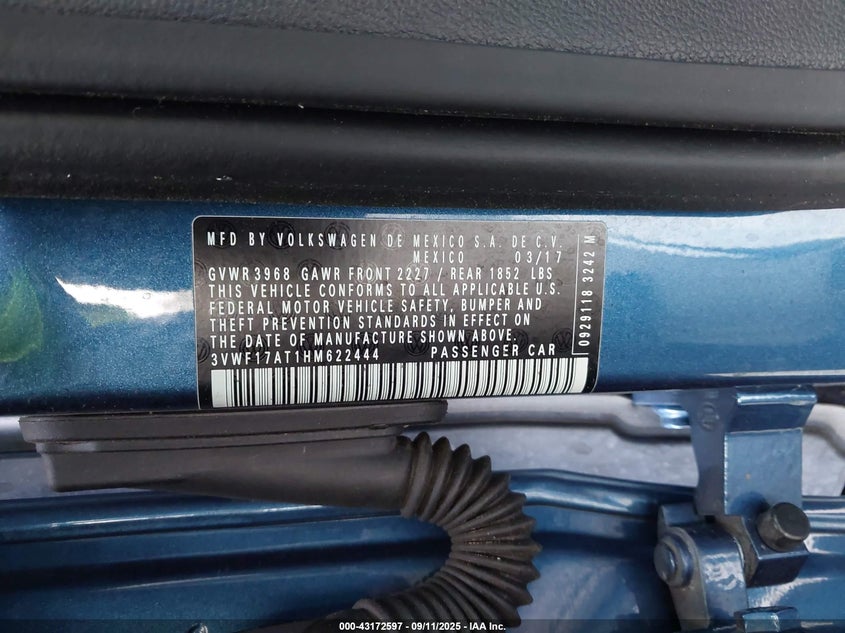 MFD BY VOLKSWAGEN DE MEXICO S.A. DE C.V.
MEXICO 03/17
GVWR 3968 GAWR FRONT 2227 / REAR 1852 LBS
THIS VEHICLE CONFORMS TO ALL APPLICABLE U.S.
FEDERAL MOTOR VEHICLE SAFETY, BUMPER AND
THEFT PREVENTION STANDARDS IN EFFECT ON
THE DATE OF MANUFACTURE SHOWN ABOVE.
3VWF17AT1HM622444 PASSENGER CAR
0929118 3242 M
000-43172597 - 09/11/2025 - IAA Inc.